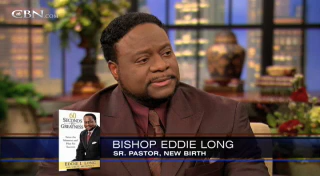 CBN.com
60
SECONDS
TO GREATNESS
EDDIE L. LONG
BISHOP EDDIE LONG
SR. PASTOR, NEW BIRTH